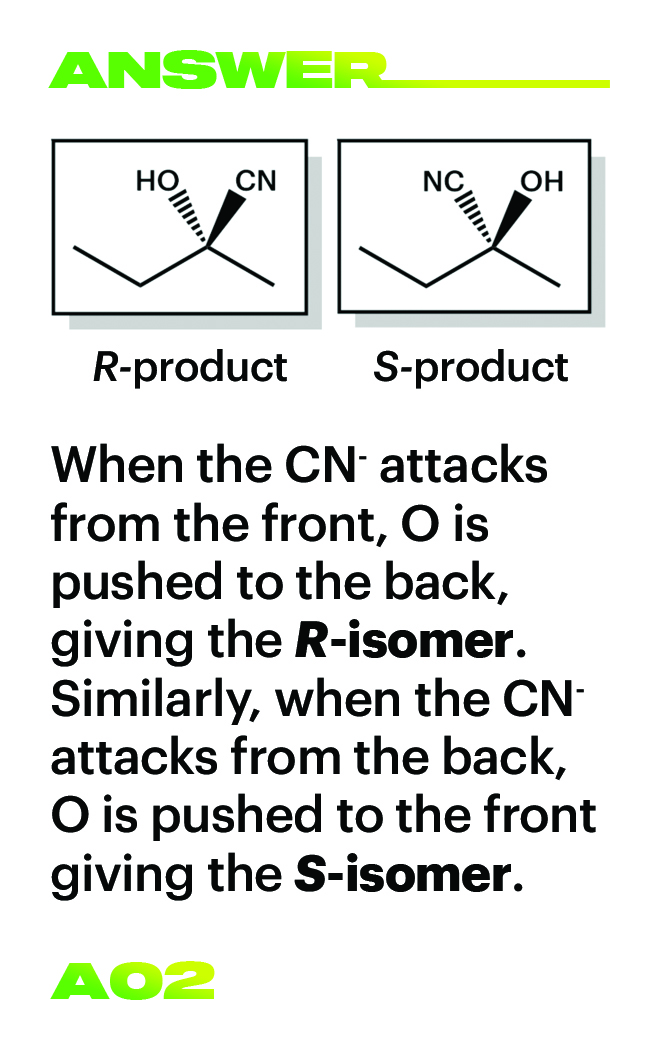 ANSWER
HO CN
NC OH
R-product
S-product
When the CN- attacks
from the front, O is
pushed to the back,
giving the R-isomer.
Similarly, when the CN-
attacks from the back,
O is pushed to the front
giving the S-isomer.
AO2